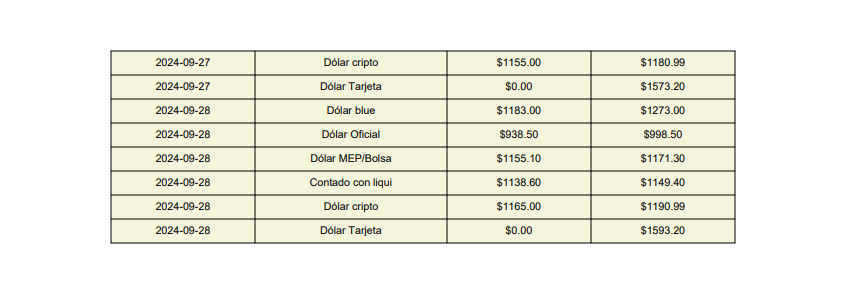 2024-09-27 Dólar cripto $1155.00 $1180.99
2024-09-27 Dólar Tarjeta $0.00 $1573.20
2024-09-28 Dólar blue $1183.00 $1273.00
2024-09-28 Dólar Oficial $938.50 $998.50
2024-09-28 Dólar MEP/Bolsa $1155.10 $1171.30
2024-09-28 Contado con liqui $1138.60 $1149.40
2024-09-28 Dólar cripto $1165.00 $1190.99
2024-09-28 Dólar Tarjeta $0.00 $1593.20